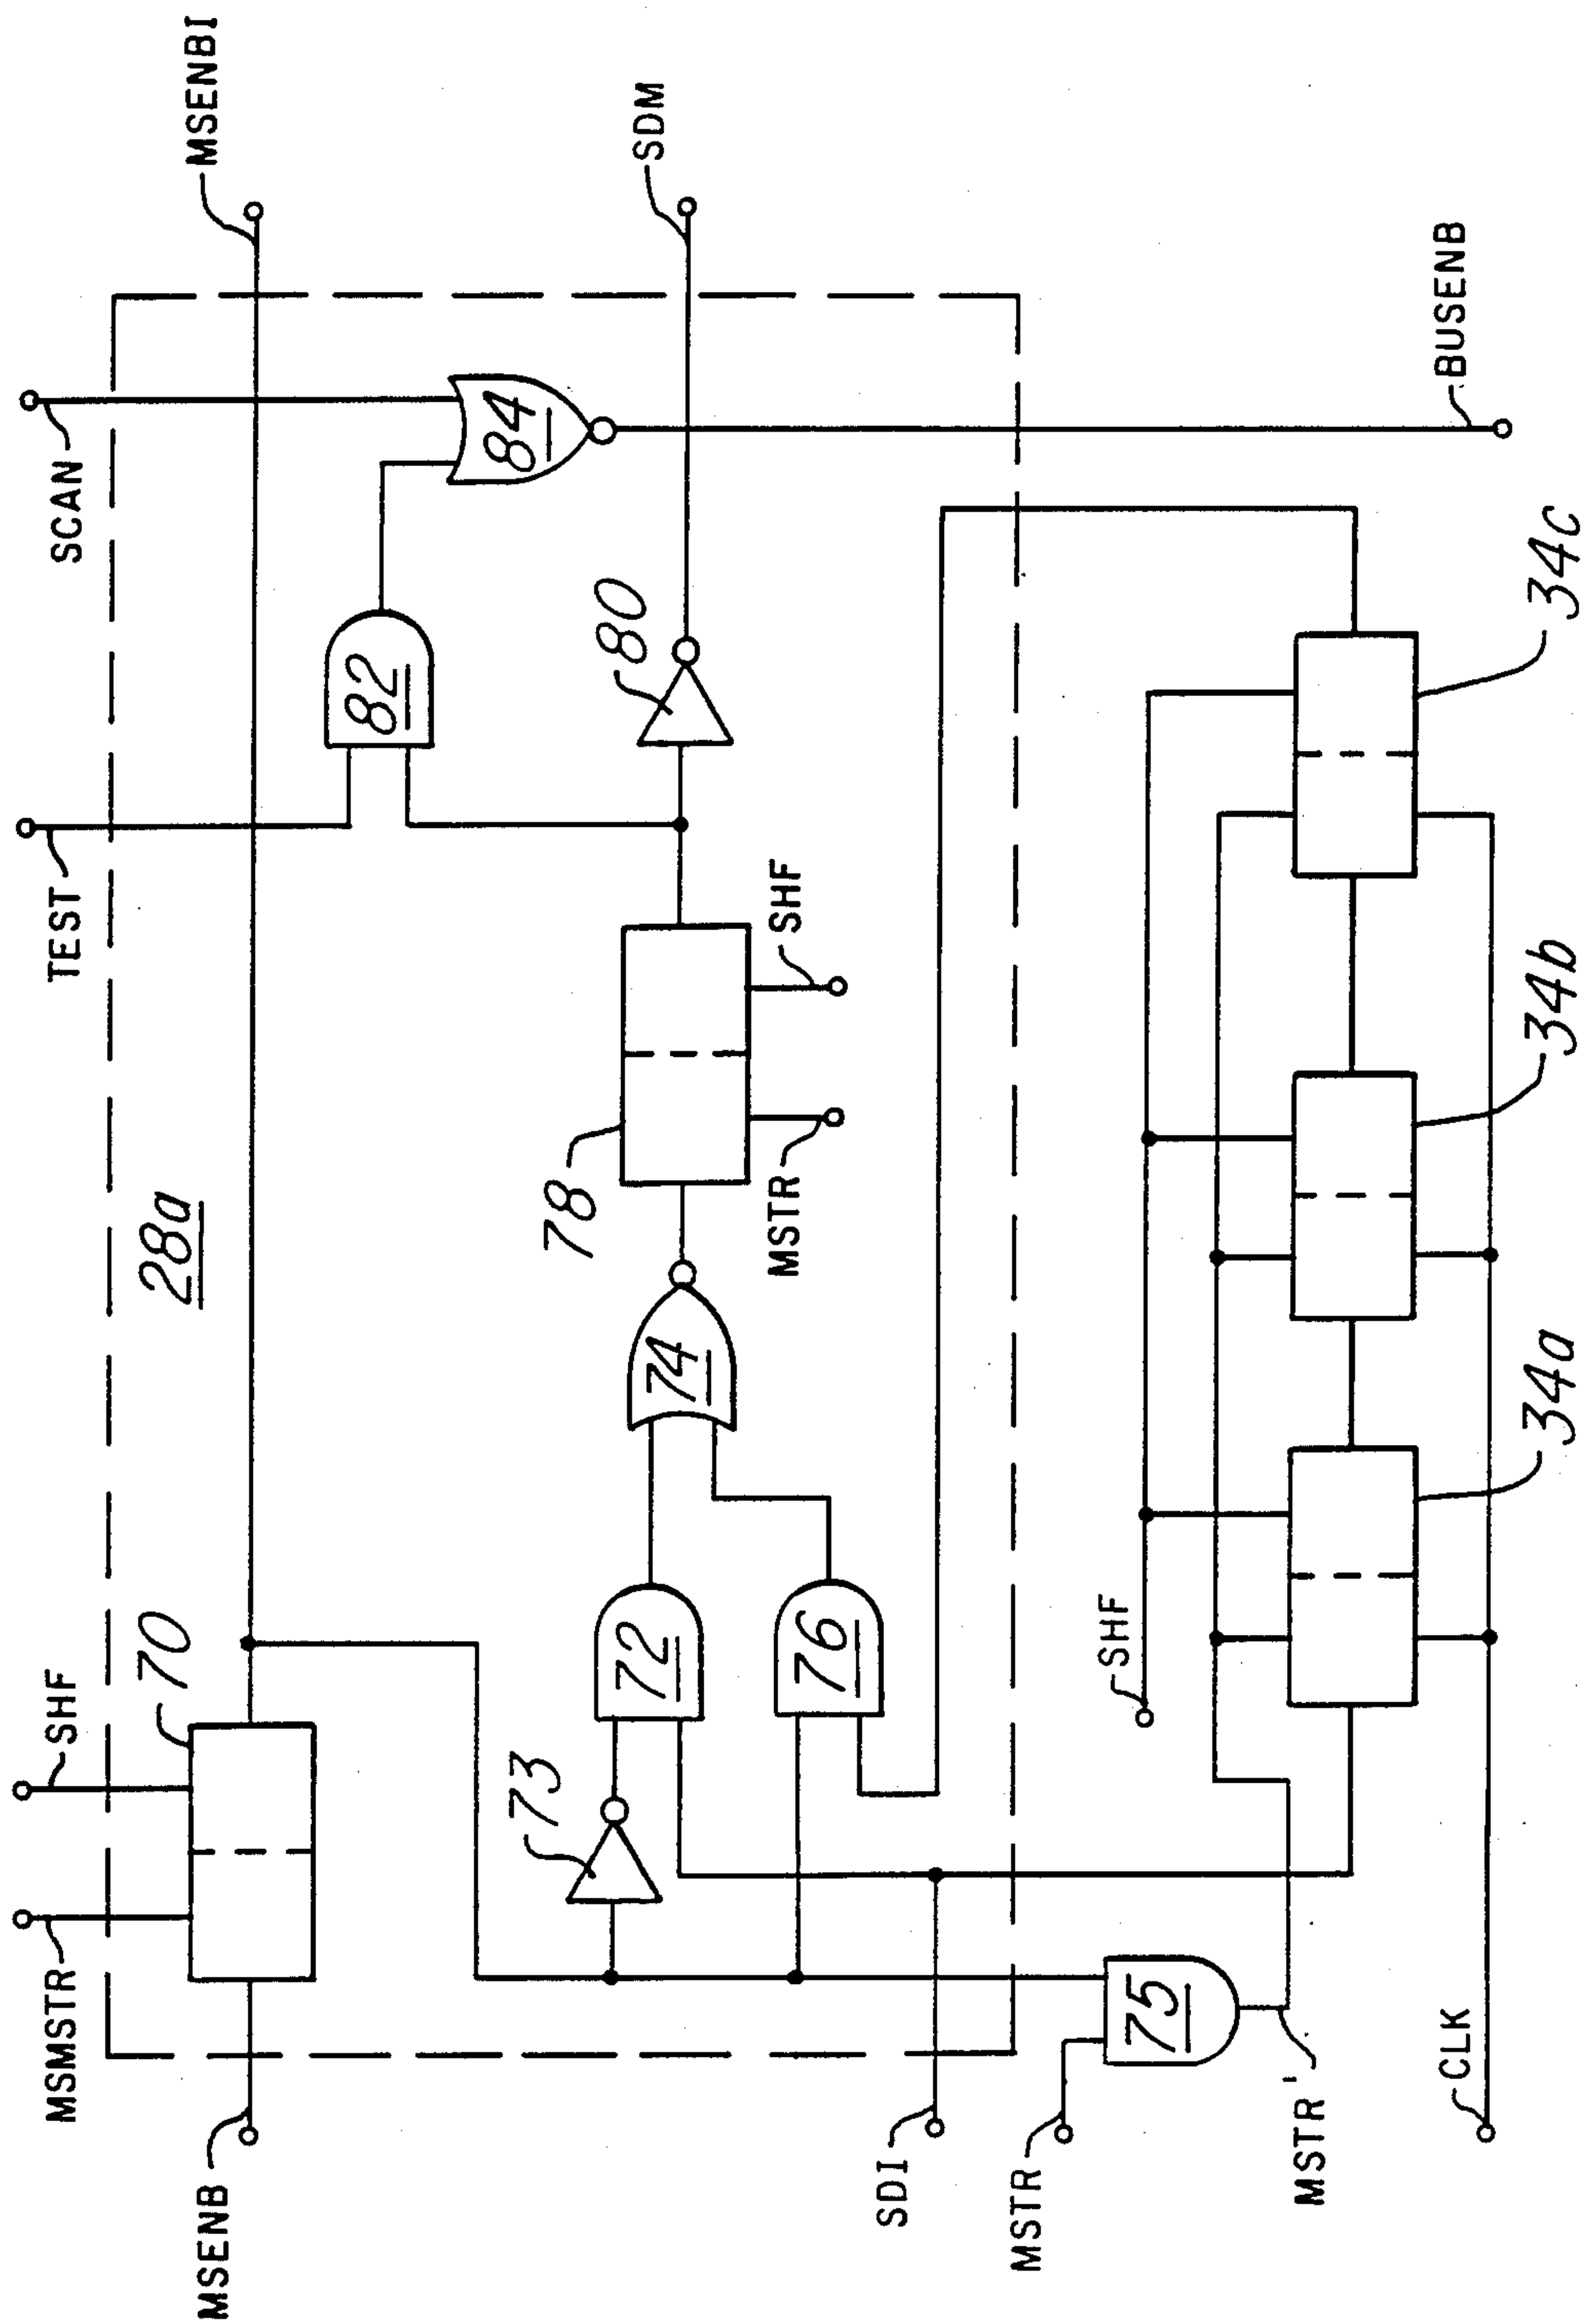 MSENB
MSMSTR
SHF
70
28a
TEST
SCAN
MSENBI
73
72
76
74
78
MSTR
SHF
82
80
84
SDM
SDI
MSTR
75
MSTR'
SHF
CLK
34a
34b
34c
BUSENB